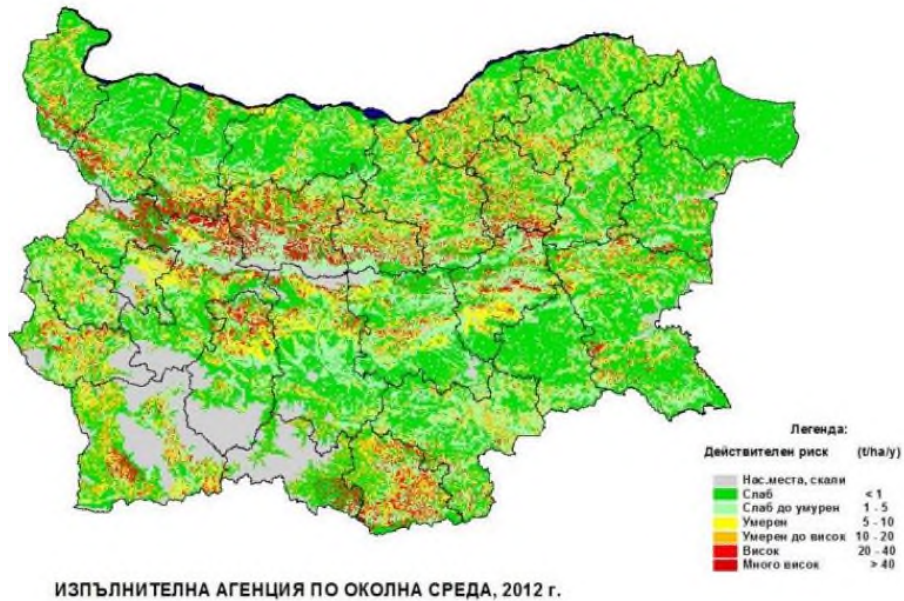 Легенда:
Действителен риск (t/ha/y)
Нас.места, скали
Слаб < 1
Слаб до умурен 1 - 5
Умерен 5 - 10
Умерен до висок 10 - 20
Висок 20 - 40
Много висок > 40
ИЗПЪЛНИТЕЛНА АГЕНЦИЯ ПО ОКОЛНА СРЕДА, 2012 г.